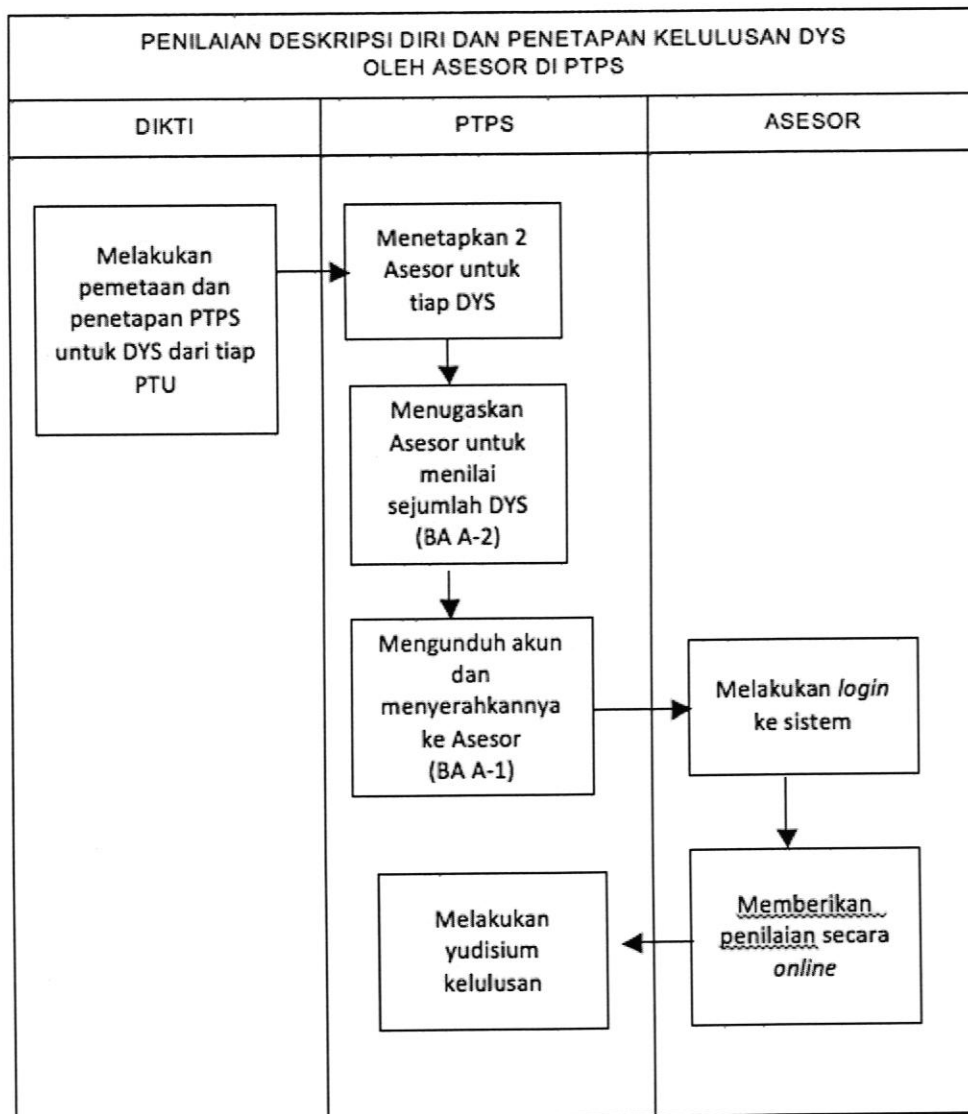 PENILAIAN DESKRIPSI DIRI DAN PENETAPAN KELULUSAN DYS
OLEH ASESOR DI PTPS
DIKTI
PTPS
ASESOR
Melakukan
pemetaan dan
penetapan PTPS
untuk DYS dari tiap
PTU
Menetapkan 2
Asesor untuk
tiap DYS
Menugaskan
Asesor untuk
menilai
sejumlah DYS
(BA A-2)
Mengunduh akun
dan
menyerahkannya
ke Asesor
(BA A-1)
Melakukan login
ke sistem
Memberikan
penilaian secara
online
Melakukan
yudisium
kelulusan